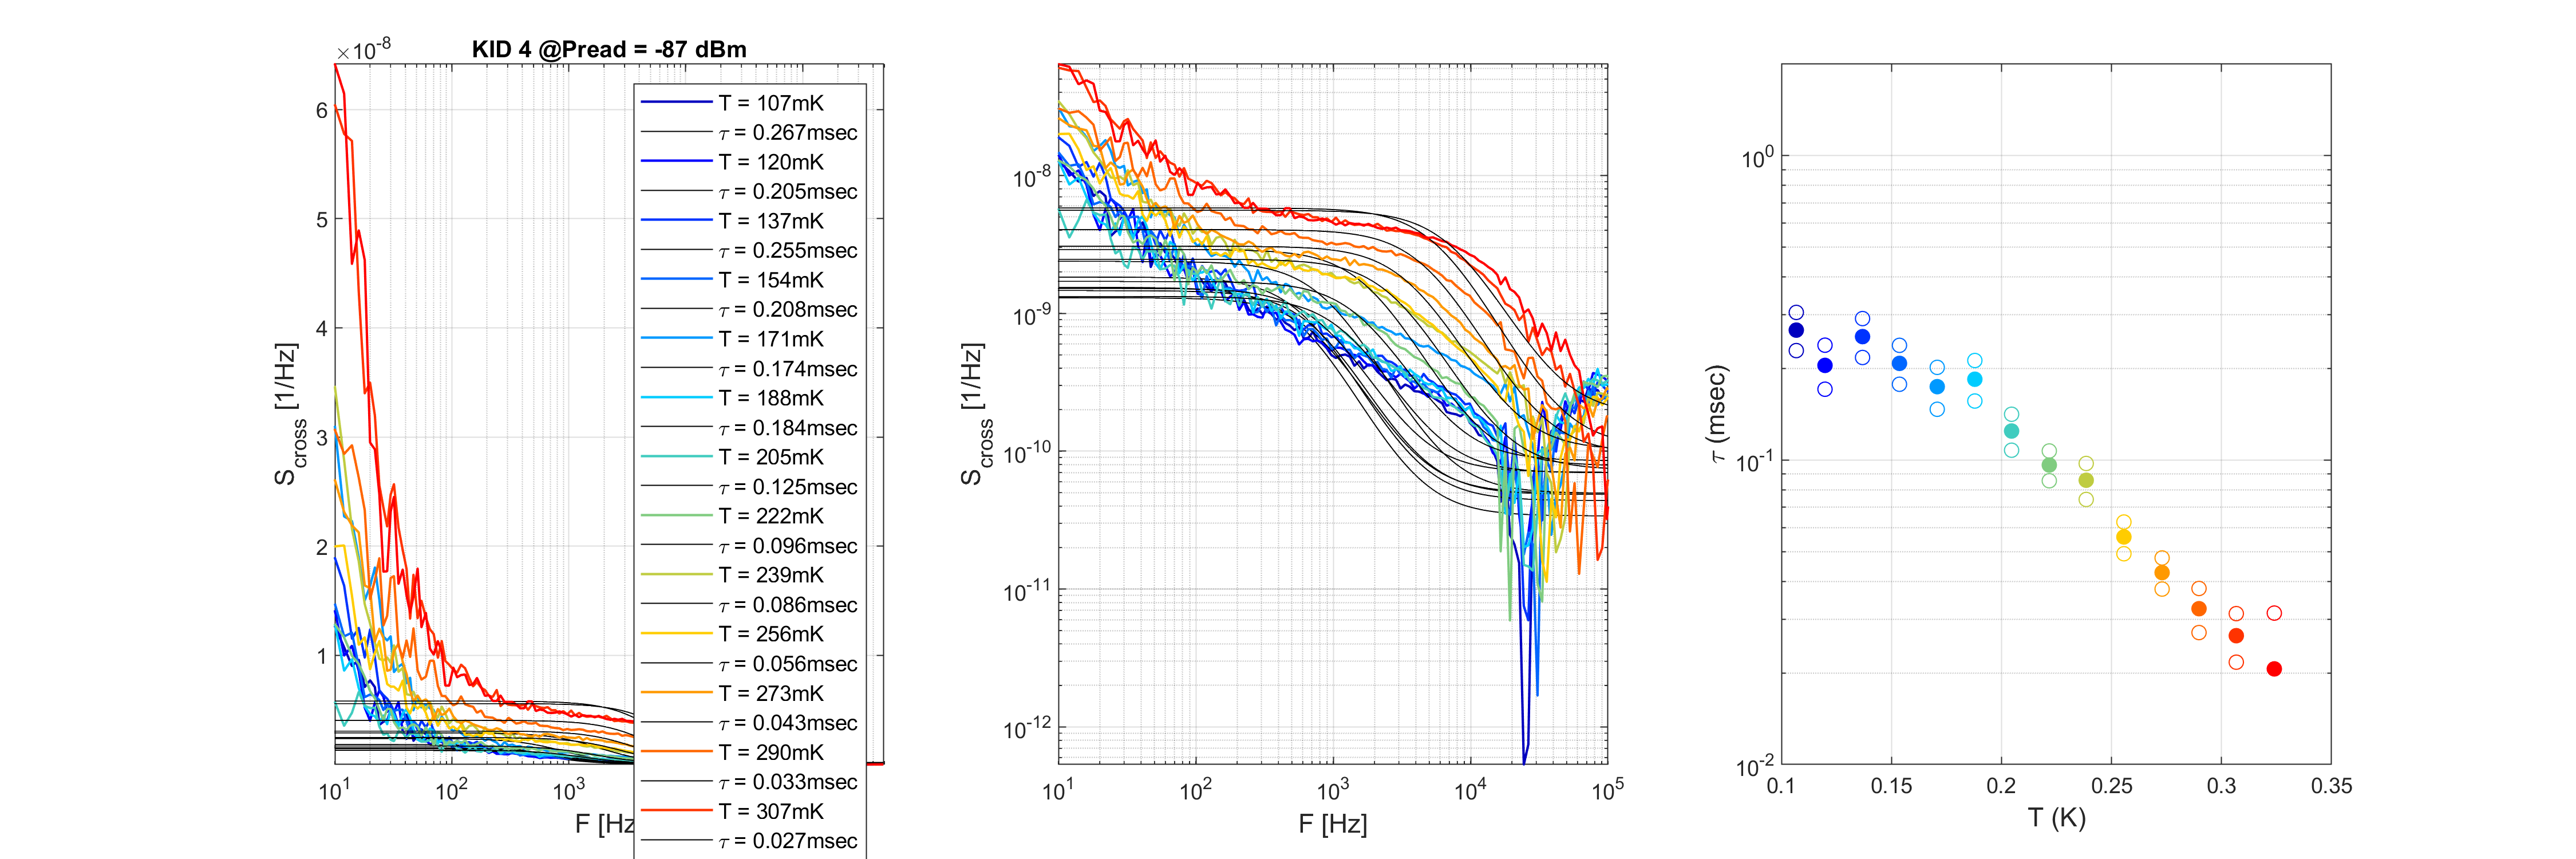 KID 4 @Pread = -87 dBm
×10⁻⁸
6
5
4
3
2
1
S_cross [1/Hz]
10¹ 10² 10³
F [Hz
T = 107mK
τ = 0.267msec
T = 120mK
τ = 0.205msec
T = 137mK
τ = 0.255msec
T = 154mK
τ = 0.208msec
T = 171mK
τ = 0.174msec
T = 188mK
τ = 0.184msec
T = 205mK
τ = 0.125msec
T = 222mK
τ = 0.096msec
T = 239mK
τ = 0.086msec
T = 256mK
τ = 0.056msec
T = 273mK
τ = 0.043msec
T = 290mK
τ = 0.033msec
T = 307mK
τ = 0.027msec
10⁻⁸
10⁻⁹
10⁻¹⁰
10⁻¹¹
10⁻¹²
S_cross [1/Hz]
10¹ 10² 10³ 10⁴ 10⁵
F [Hz]
10⁰
10⁻¹
10⁻²
τ (msec)
0.1 0.15 0.2 0.25 0.3 0.35
T (K)